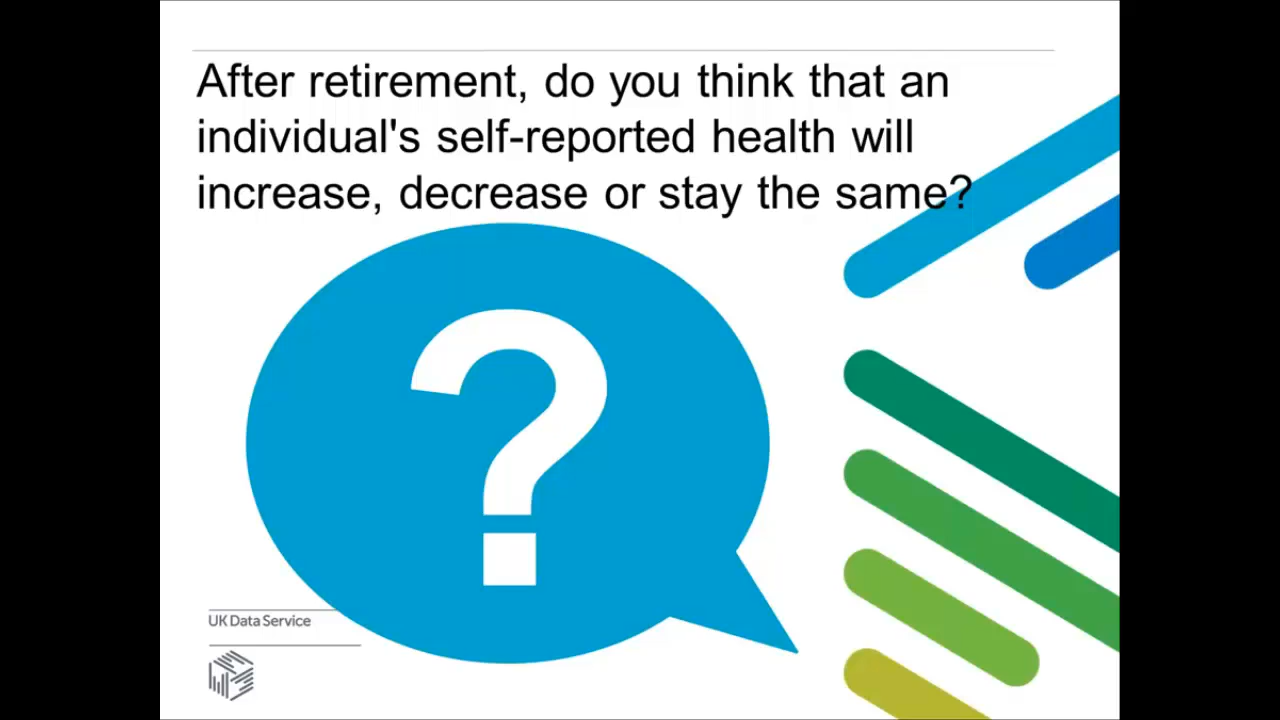 After retirement, do you think that an
individual's self-reported health will
increase, decrease or stay the same?
?
UK Data Service